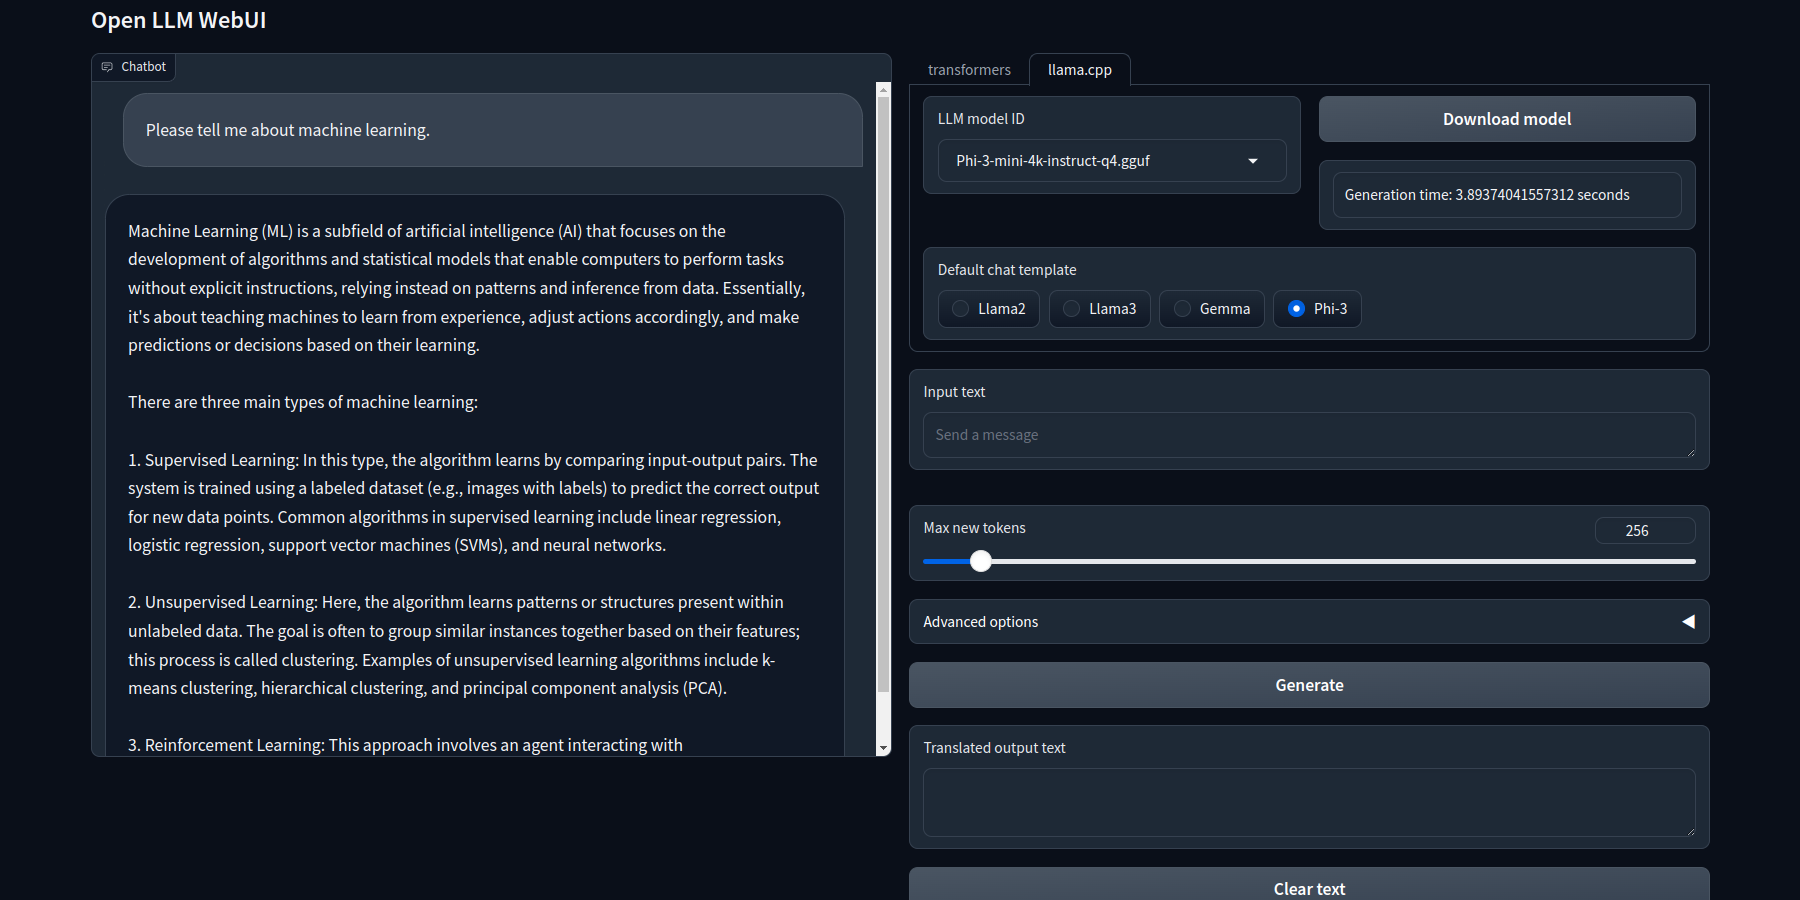 Open LLM WebUI
Chatbot
Please tell me about machine learning.
Machine Learning (ML) is a subfield of artificial intelligence (AI) that focuses on the
development of algorithms and statistical models that enable computers to perform tasks
without explicit instructions, relying instead on patterns and inference from data. Essentially,
it's about teaching machines to learn from experience, adjust actions accordingly, and make
predictions or decisions based on their learning.
There are three main types of machine learning:
1. Supervised Learning: In this type, the algorithm learns by comparing input-output pairs. The
system is trained using a labeled dataset (e.g., images with labels) to predict the correct output
for new data points. Common algorithms in supervised learning include linear regression,
logistic regression, support vector machines (SVMs), and neural networks.
2. Unsupervised Learning: Here, the algorithm learns patterns or structures present within
unlabeled data. The goal is often to group similar instances together based on their features;
this process is called clustering. Examples of unsupervised learning algorithms include k-
means clustering, hierarchical clustering, and principal component analysis (PCA).
3. Reinforcement Learning: This approach involves an agent interacting with
transformers
llama.cpp
LLM model ID
Phi-3-mini-4k-instruct-q4.gguf
Download model
Generation time: 3.89374041557312 seconds
Default chat template
Llama2
Llama3
Gemma
Phi-3
Input text
Send a message
Max new tokens
256
Advanced options
Generate
Translated output text
Clear text